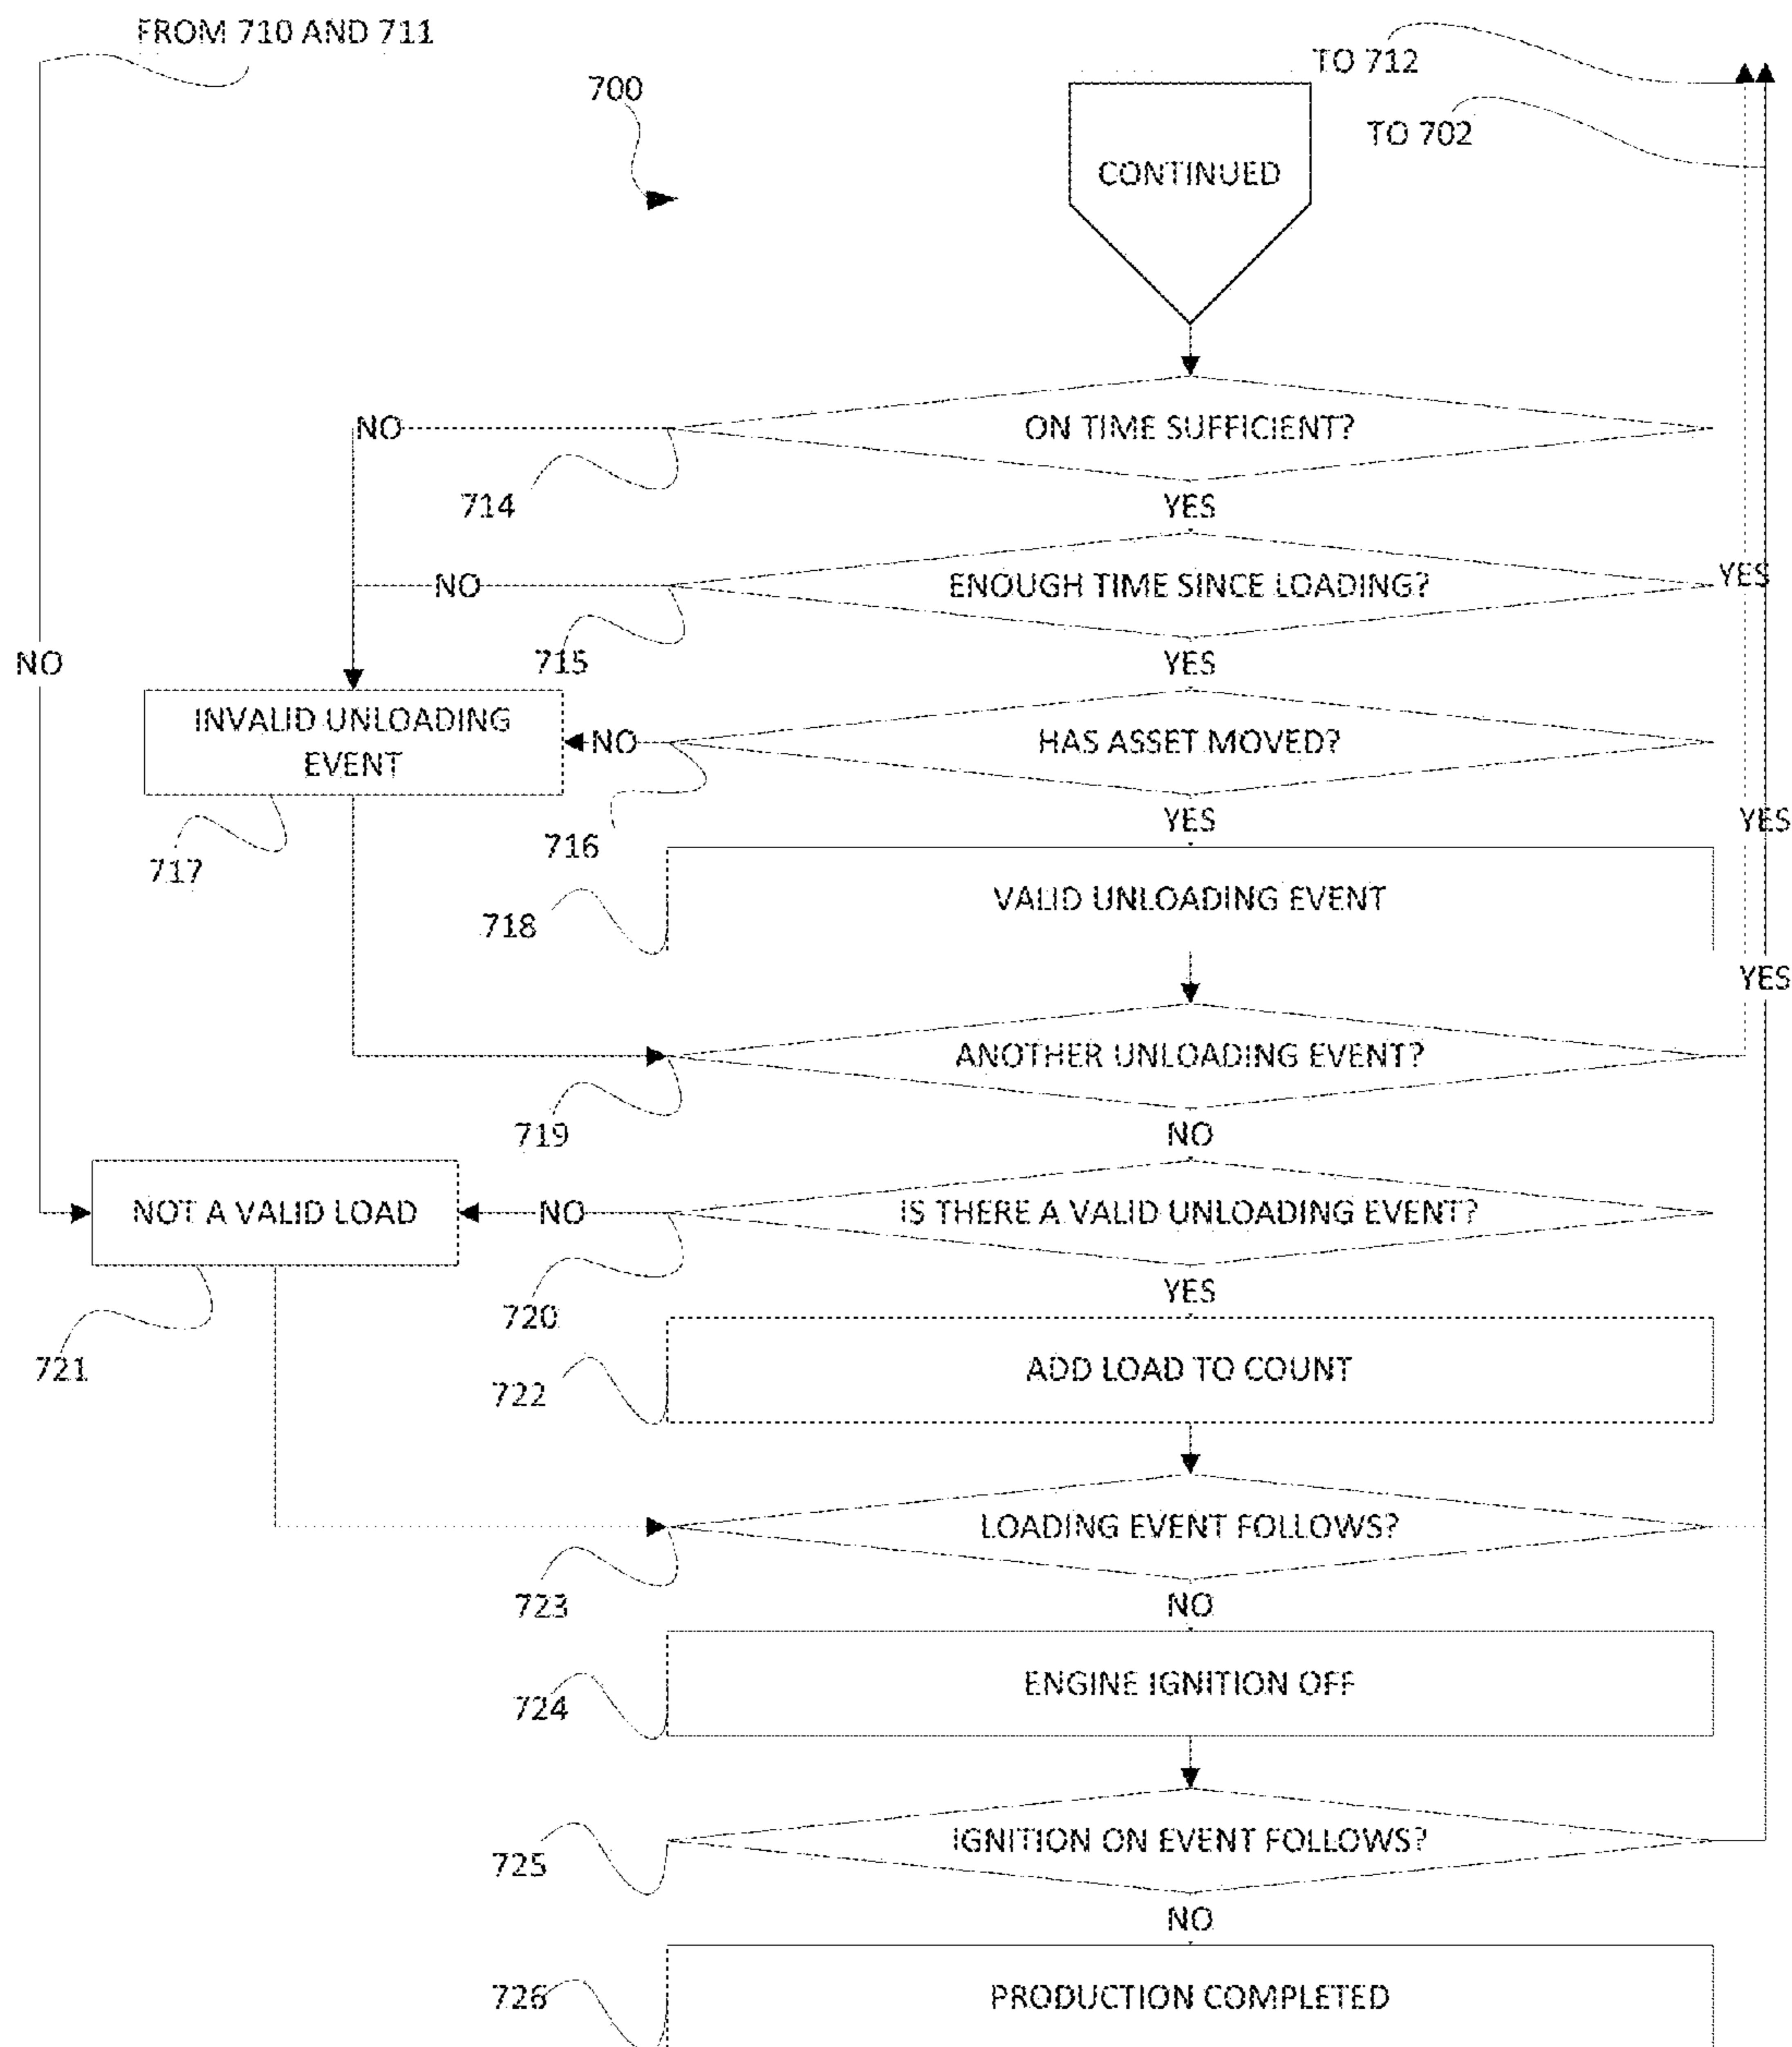 FROM 710 AND 711
TO 712
700
TO 702
CONTINUED
NO
ON TIME SUFFICIENT?
714
YES
NO
ENOUGH TIME SINCE LOADING?
YES
NO
715
YES
INVALID UNLOADING
EVENT
NO
HAS ASSET MOVED?
716
YES
YES
717
718
VALID UNLOADING EVENT
YES
ANOTHER UNLOADING EVENT?
719
NO
NOT A VALID LOAD
NO
IS THERE A VALID UNLOADING EVENT?
720
YES
721
722
ADD LOAD TO COUNT
LOADING EVENT FOLLOWS?
723
NO
724
ENGINE IGNITION OFF
725
IGNITION ON EVENT FOLLOWS?
NO
726
PRODUCTION COMPLETED